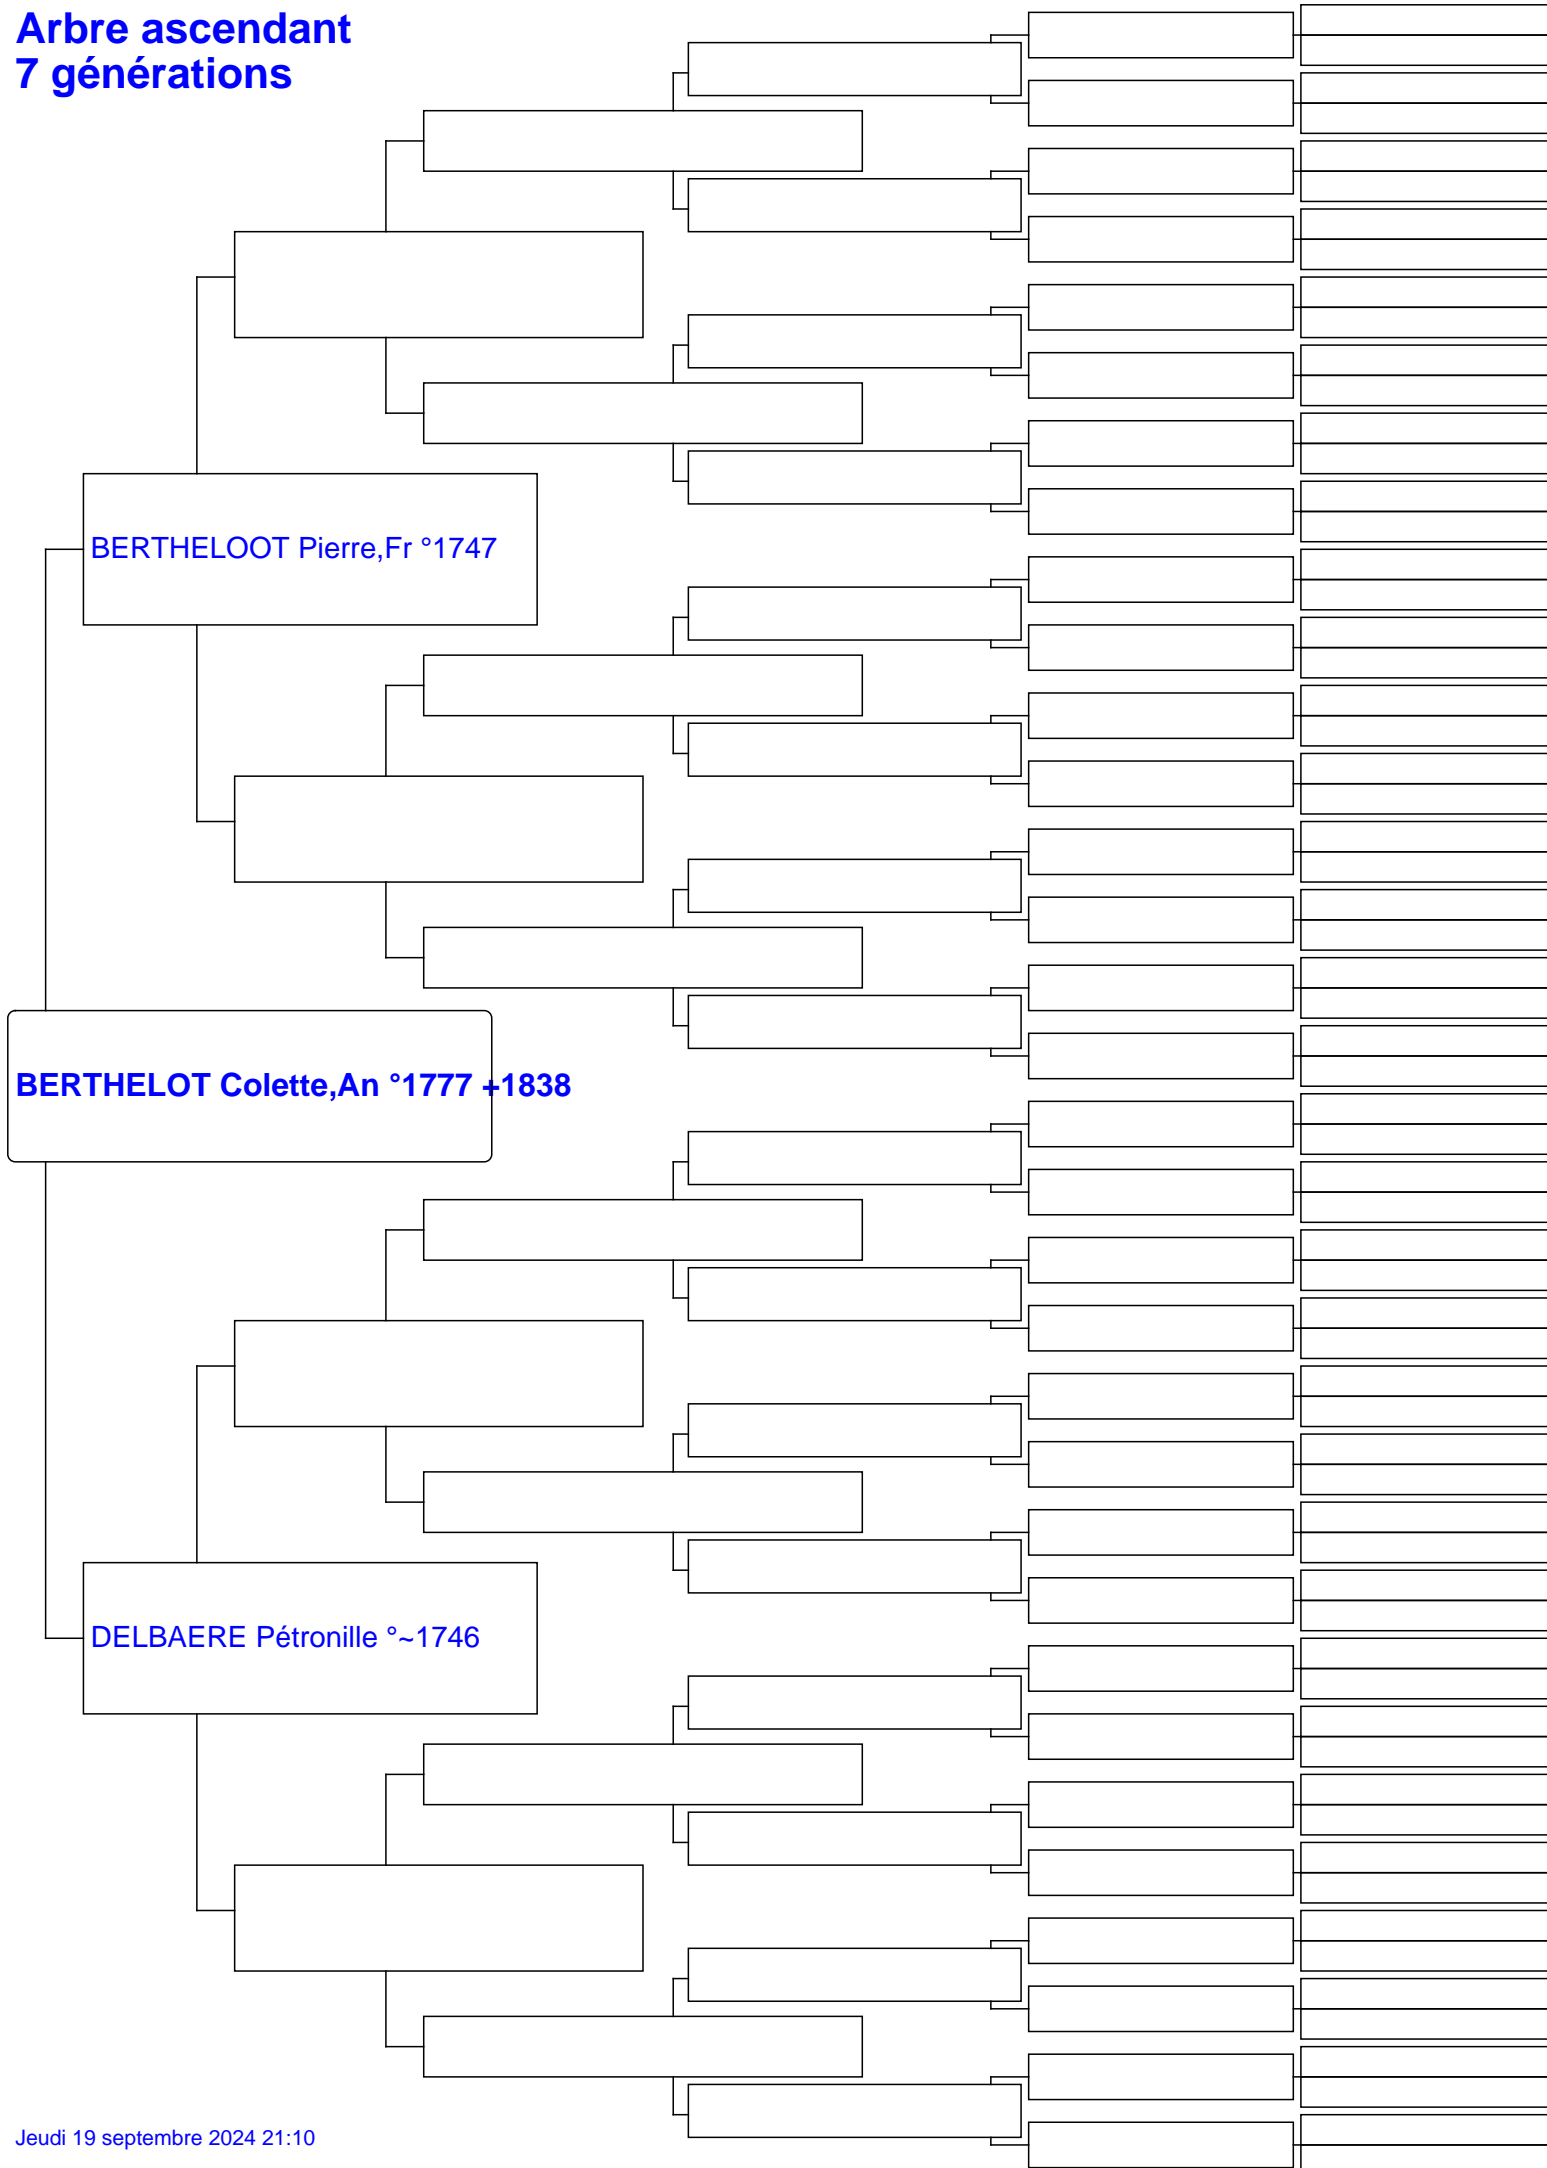 Arbre ascendant
7 générations
BERTHELOOT Pierre,Fr °1747
BERTHELOT Colette,An °1777 +1838
DELBAERE Pétronille °~1746
Jeudi 19 septembre 2024 21:10